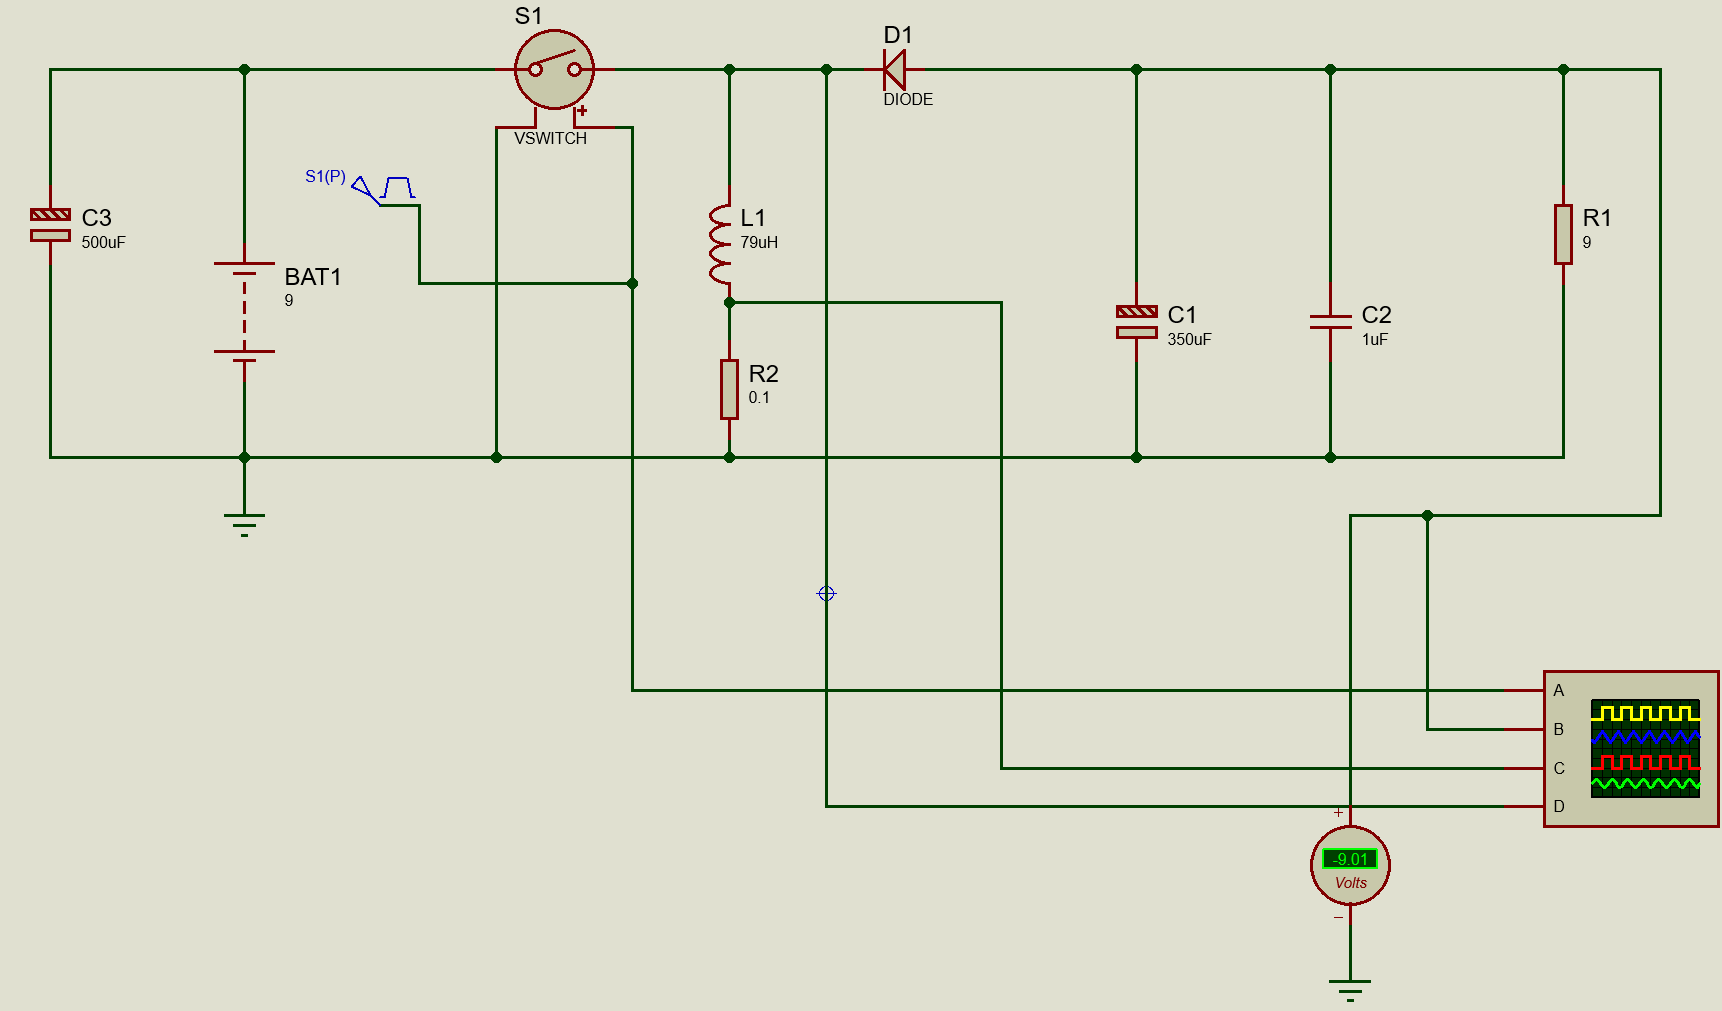 S1
VSWITCH
+
D1
DIODE
S1(P)
C3
500uF
BAT1
9
L1
79uH
R2
0.1
C1
350uF
C2
1uF
R1
9
A
B
C
D
+
-9.01
Volts
−